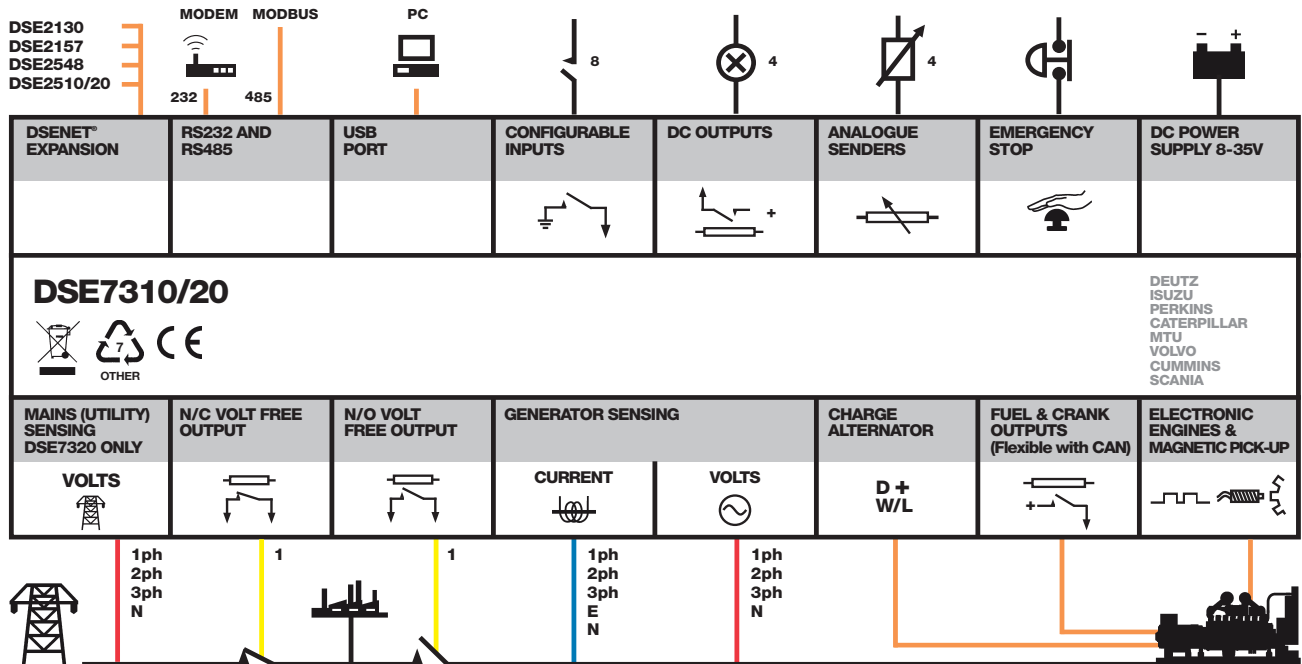 DSE2130
DSE2157
DSE2548
DSE2510/20
MODEM
MODBUS
PC
232
485
8
4
4
- +
DSENET® EXPANSION
RS232 AND RS485
USB PORT
CONFIGURABLE INPUTS
DC OUTPUTS
ANALOGUE SENDERS
EMERGENCY STOP
DC POWER SUPPLY 8-35V
+
DSE7310/20
7
OTHER
CE
DEUTZ
ISUZU
PERKINS
CATERPILLAR
MTU
VOLVO
CUMMINS
SCANIA
MAINS (UTILITY)
SENSING
DSE7320 ONLY
VOLTS
N/C VOLT FREE
OUTPUT
N/O VOLT
FREE OUTPUT
GENERATOR SENSING
CURRENT
VOLTS
CHARGE
ALTERNATOR
D +
W/L
FUEL & CRANK
OUTPUTS
(Flexible with CAN)
+
ELECTRONIC
ENGINES &
MAGNETIC PICK-UP
1ph
2ph
3ph
N
1
1
1ph
2ph
3ph
E
N
1ph
2ph
3ph
N